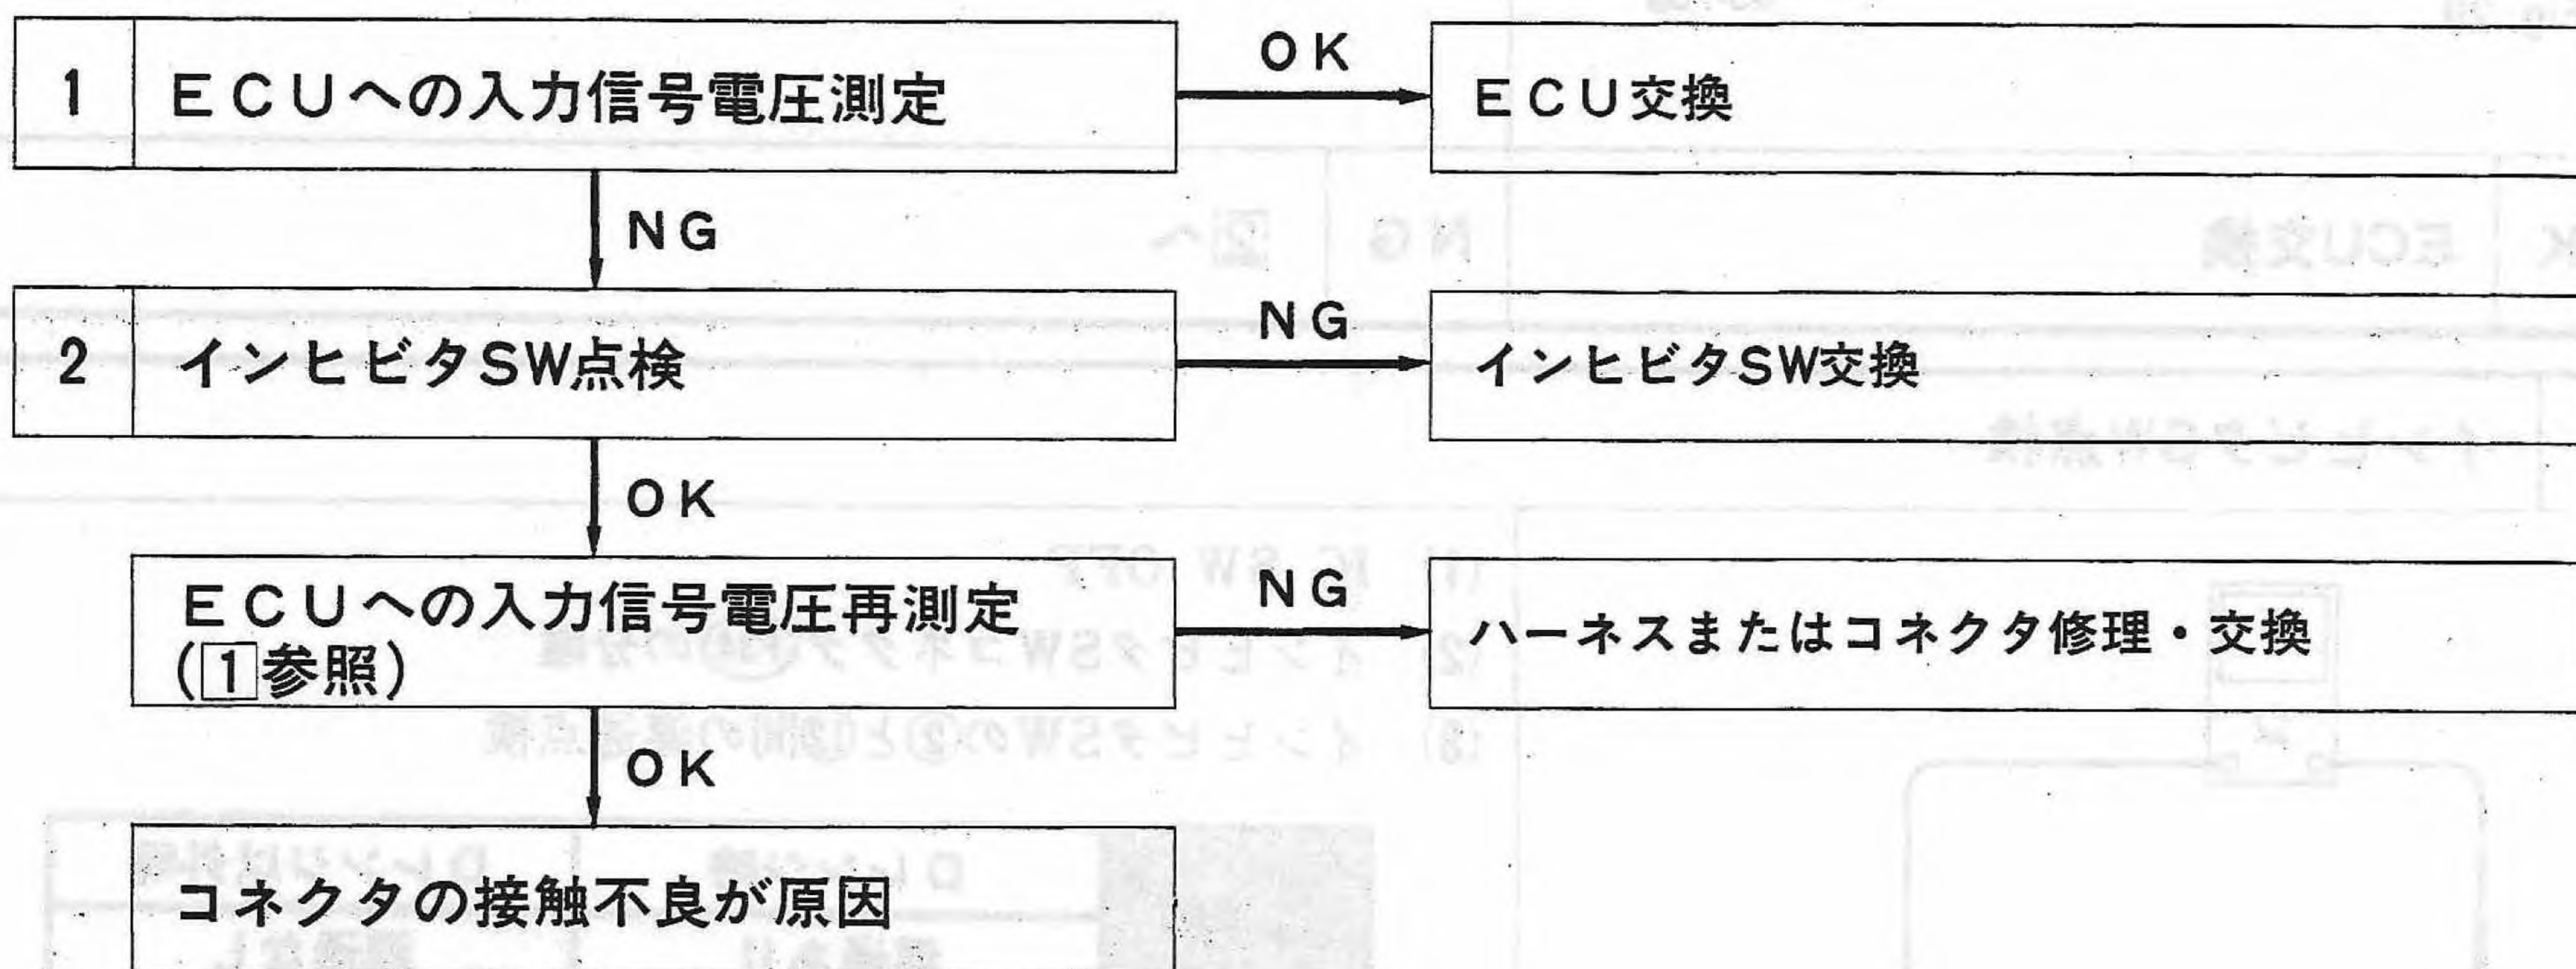 1 ECUへの入力信号電圧測定 OK ECU交換
NG
2 インヒビタSW点検 NG インヒビタSW交換
OK
ECUへの入力信号電圧再測定 NG ハーネスまたはコネクタ修理・交換
(1参照)
OK
コネクタの接触不良が原因